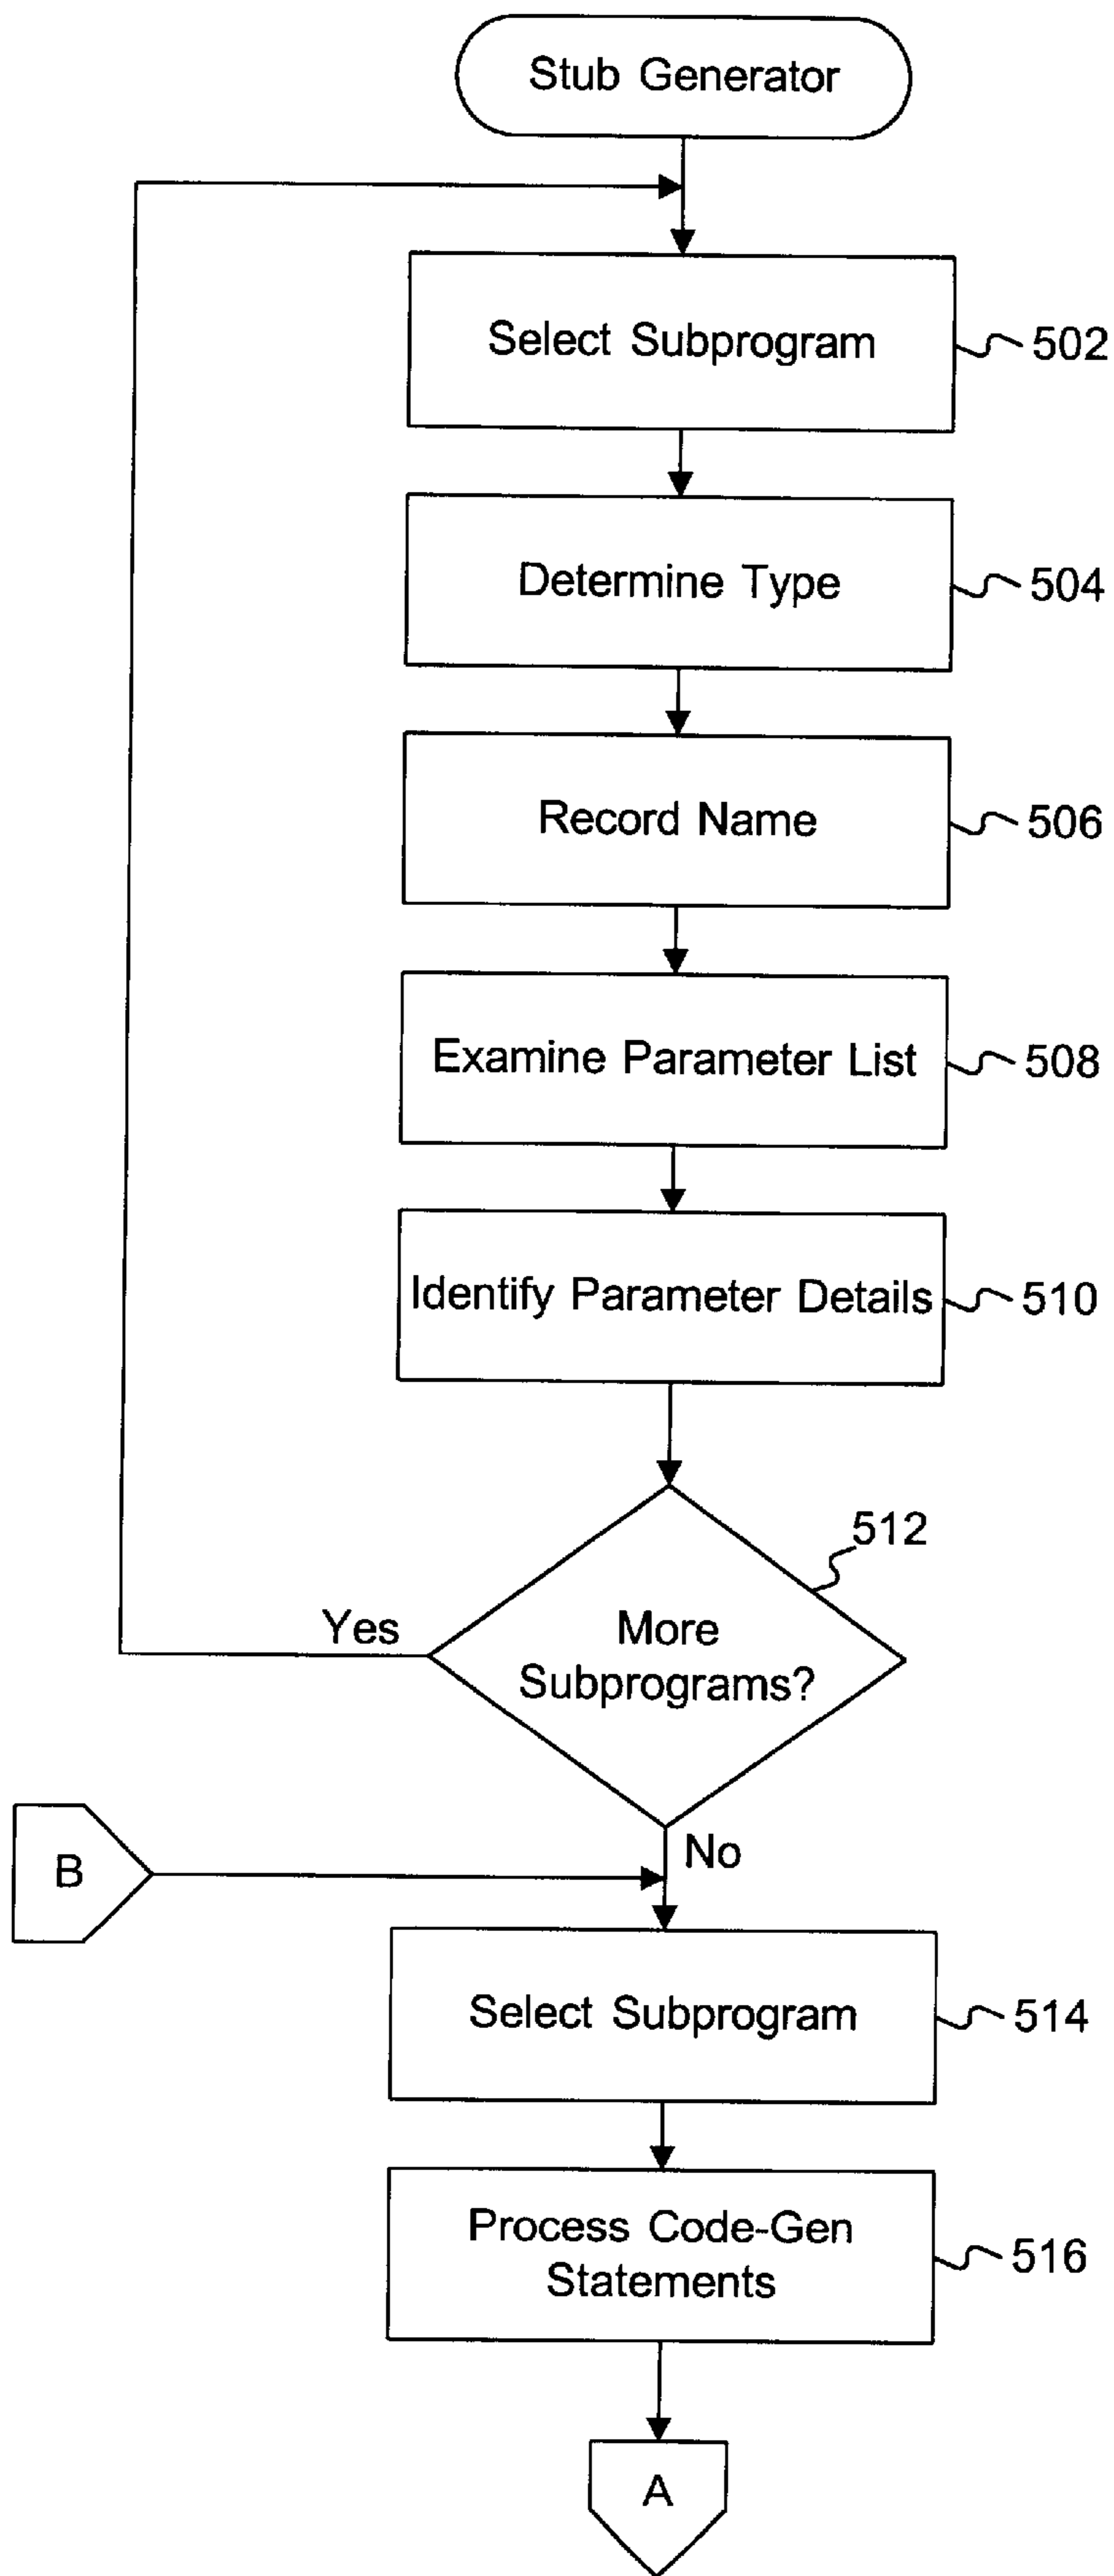 Stub Generator
Select Subprogram
502
Determine Type
504
Record Name
506
Examine Parameter List
508
Identify Parameter Details
510
512
More
Subprograms?
Yes
No
B
Select Subprogram
514
Process Code-Gen
Statements
516
A